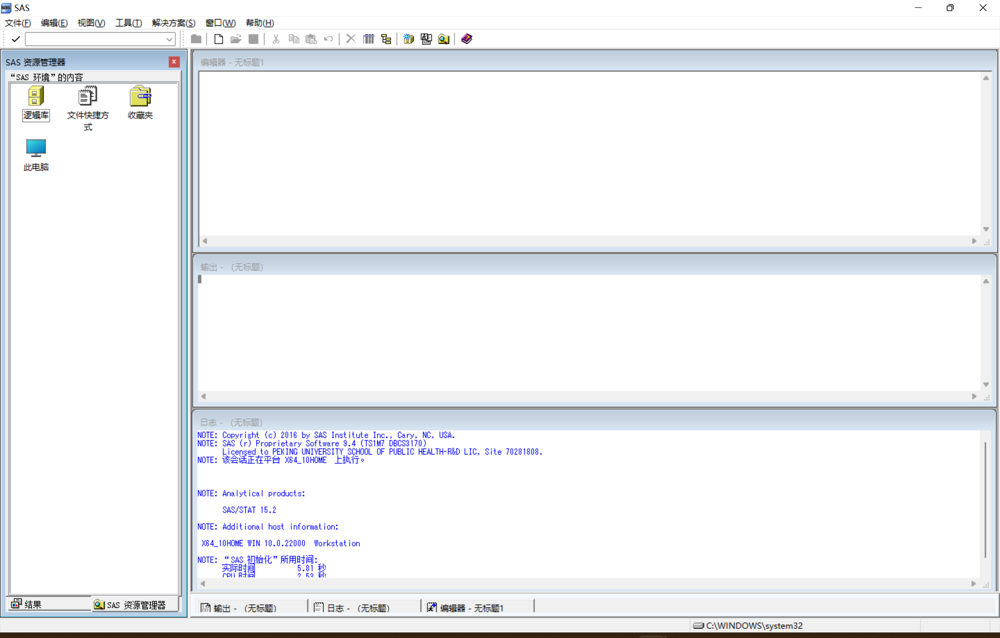 SAS
文件(F) 编辑(E) 视图(V) 工具(T) 解决方案(S) 窗口(W) 帮助(H)
SAS 资源管理器
“SAS 环境”的内容
逻辑库
文件快捷方式
收藏夹
此电脑
结果
SAS 资源管理器
编辑器 - 无标题1
输出 - (无标题)
日志 - (无标题)
NOTE: Copyright (c) 2016 by SAS Institute Inc., Cary, NC, USA.
NOTE: SAS (r) Proprietary Software 9.4 (TS1M7 DBCS3170)
Licensed to PEKING UNIVERSITY SCHOOL OF PUBLIC HEALTH-R&D LIC, Site 70281808.
NOTE: 该会话正在平台 X64_10HOME 上执行。
NOTE: Analytical products:
SAS/STAT 15.2
NOTE: Additional host information:
X64_10HOME WIN 10.0.22000 Workstation
NOTE: “SAS 初始化”所用时间:
实际时间 5.81 秒
CPU 时间 2.53 秒
输出 - (无标题)
日志 - (无标题)
编辑器 - 无标题1
C:\WINDOWS\system32